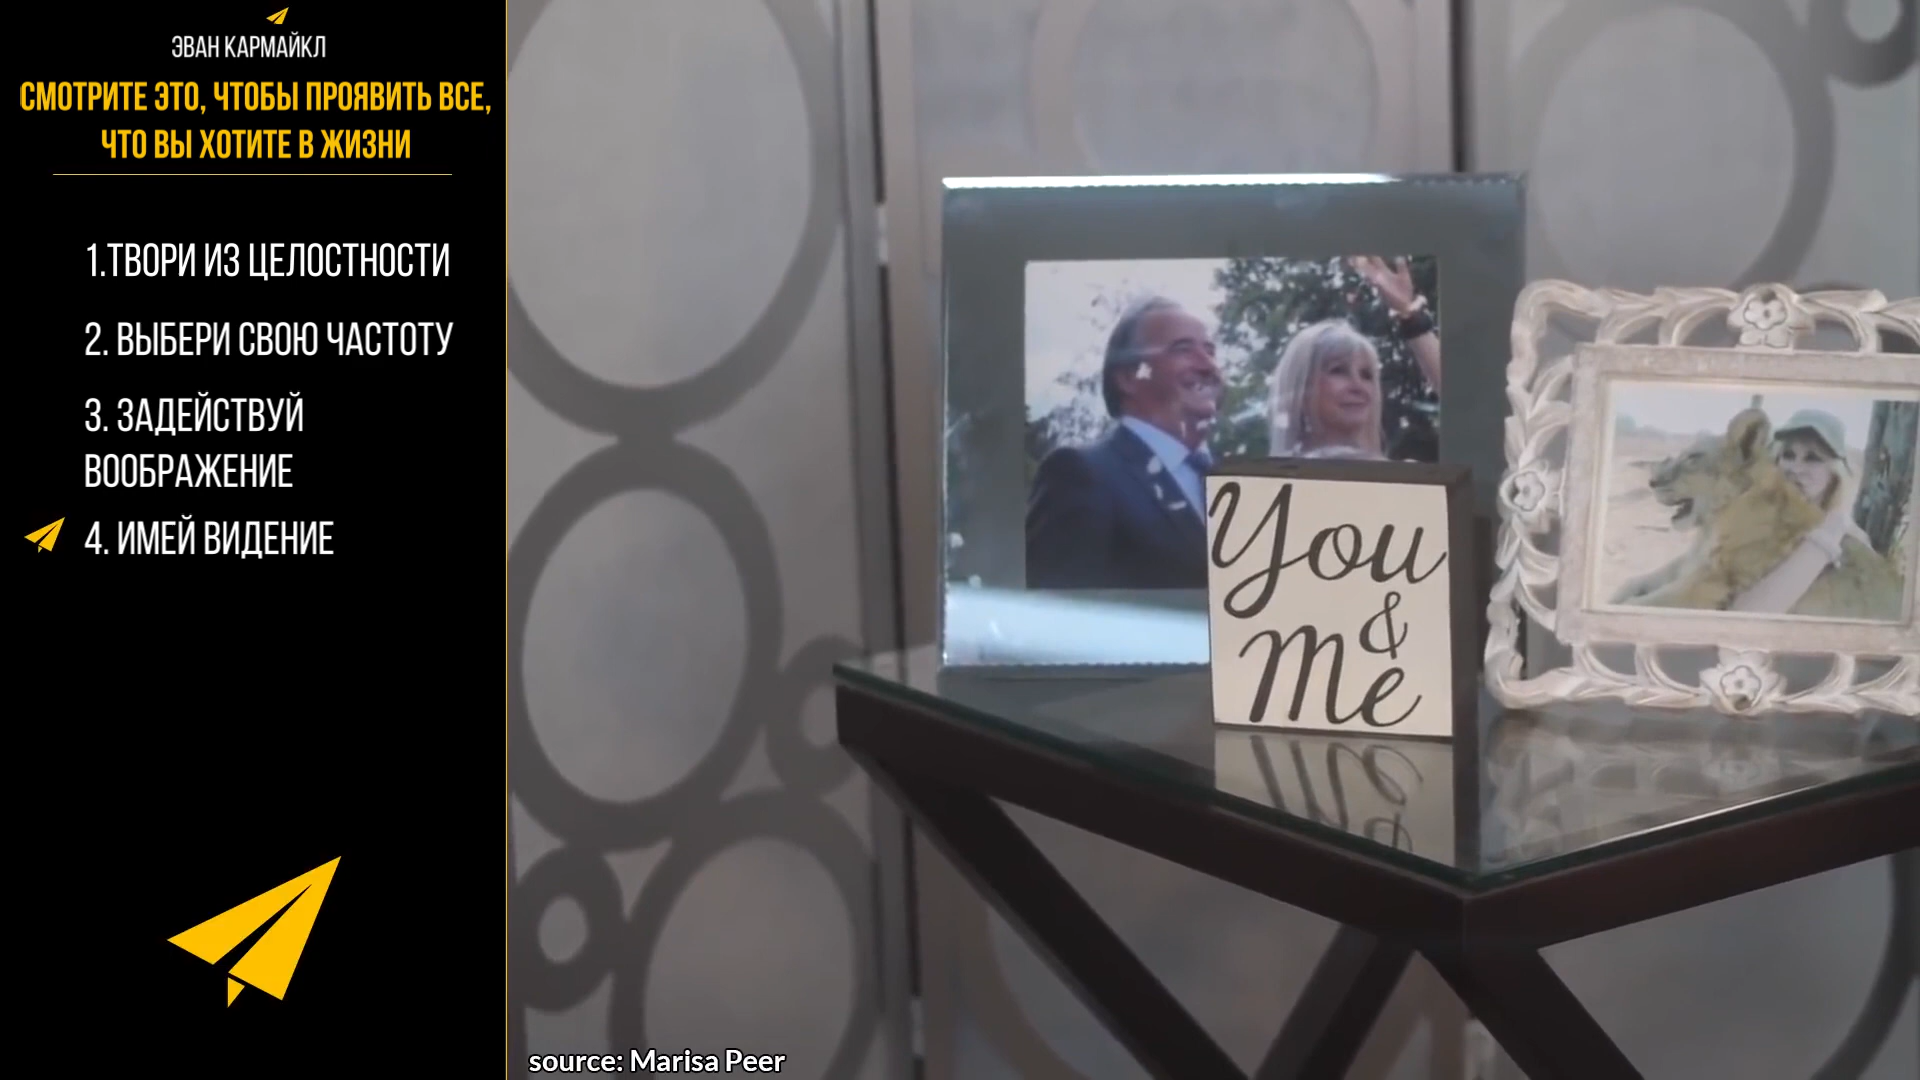 ЭВАН КАРМАЙКЛ
СМОТРИТЕ ЭТО, ЧТОБЫ ПРОЯВИТЬ ВСЕ,
ЧТО ВЫ ХОТИТЕ В ЖИЗНИ
1.ТВОРИ ИЗ ЦЕЛОСТНОСТИ
2. ВЫБЕРИ СВОЮ ЧАСТОТУ
3. ЗАДЕЙСТВУЙ
ВООБРАЖЕНИЕ
4. ИМЕЙ ВИДЕНИЕ
You
&
Me
source: Marisa Peer